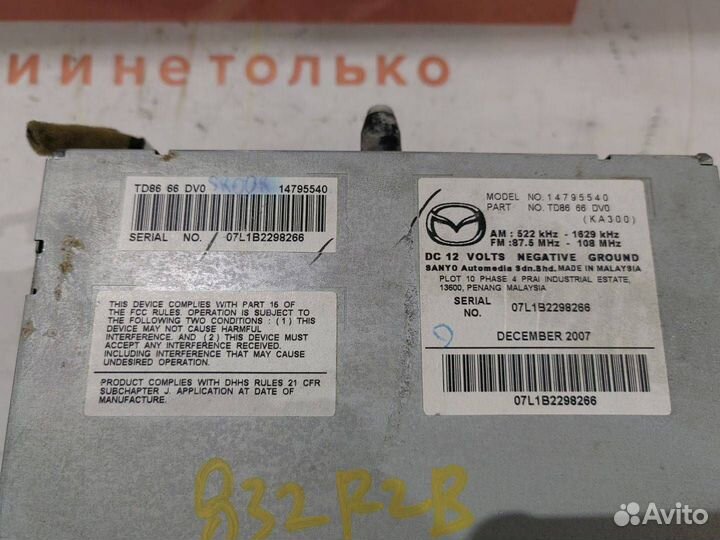 ии не только
TD86 66 DV0
14795540
SERIAL NO. 07L1B2298266
THIS DEVICE COMPLIES WITH PART 16 OF
THE FCC RULES. OPERATION IS SUBJECT TO
THE FOLLOWING TWO CONDITIONS : (1) THIS
DEVICE MAY NOT CAUSE HARMFUL
INTERFERENCE, AND (2) THIS DEVICE MUST
ACCEPT ANY INTERFERENCE RECEIVED.
INCLUDING INTERFERENCE THAT MAY CAUSE
UNDESIRED OPERATION.
PRODUCT COMPLIES WITH DHHS RULES 21 CFR
SUBCHAPTER J. APPLICATION AT DATE OF
MANUFACTURE.
MODEL NO. 14795540
PART NO. TD86 66 DV0
(KA300)
AM : 522 kHz - 1629 kHz
FM : 87.5 MHz - 108 MHz
DC 12 VOLTS NEGATIVE GROUND
SANYO Automedia Sdn.Bhd. MADE IN MALAYSIA
PLOT 10 PHASE 4 PRAI INDUSTRIAL ESTATE,
13600, PENANG MALAYSIA
SERIAL NO. 07L1B2298266
DECEMBER 2007
07L1B2298266
832R2B
Avito